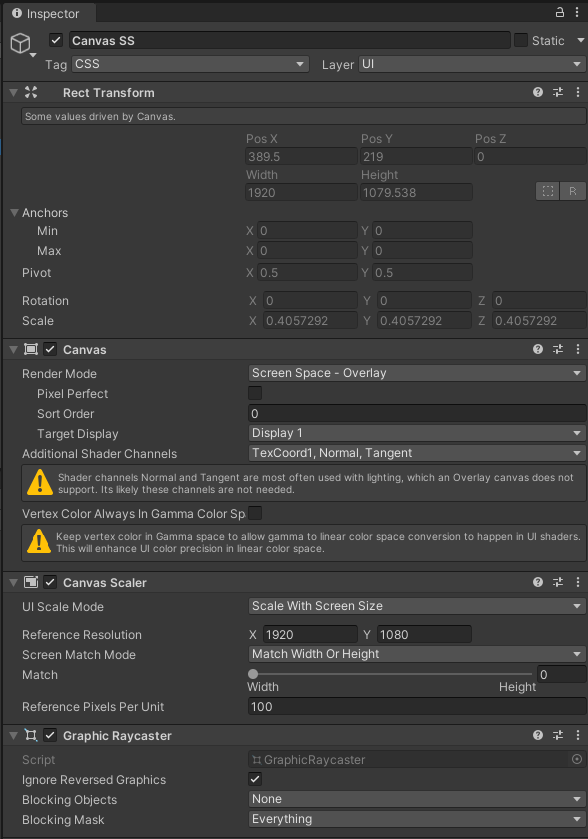 Inspector
Canvas SS
Static
Tag CSS Layer UI
Rect Transform
Some values driven by Canvas.
Pos X Pos Y Pos Z
389.5 219 0
Width Height
1920 1079.538 R
Anchors
Min X 0 Y 0
Max X 0 Y 0
Pivot X 0.5 Y 0.5
Rotation X 0 Y 0 Z 0
Scale X 0.4057292 Y 0.4057292 Z 0.4057292
Canvas
Render Mode Screen Space - Overlay
Pixel Perfect
Sort Order 0
Target Display Display 1
Additional Shader Channels TexCoord1, Normal, Tangent
Shader channels Normal and Tangent are most often used with lighting, which an Overlay canvas does not
support. Its likely these channels are not needed.
Vertex Color Always In Gamma Color Sp
Keep vertex color in Gamma space to allow gamma to linear color space conversion to happen in UI shaders.
This will enhance UI color precision in linear color space.
Canvas Scaler
UI Scale Mode Scale With Screen Size
Reference Resolution X 1920 Y 1080
Screen Match Mode Match Width Or Height
Match 0
Width Height
Reference Pixels Per Unit 100
Graphic Raycaster
Script GraphicRaycaster
Ignore Reversed Graphics
Blocking Objects None
Blocking Mask Everything